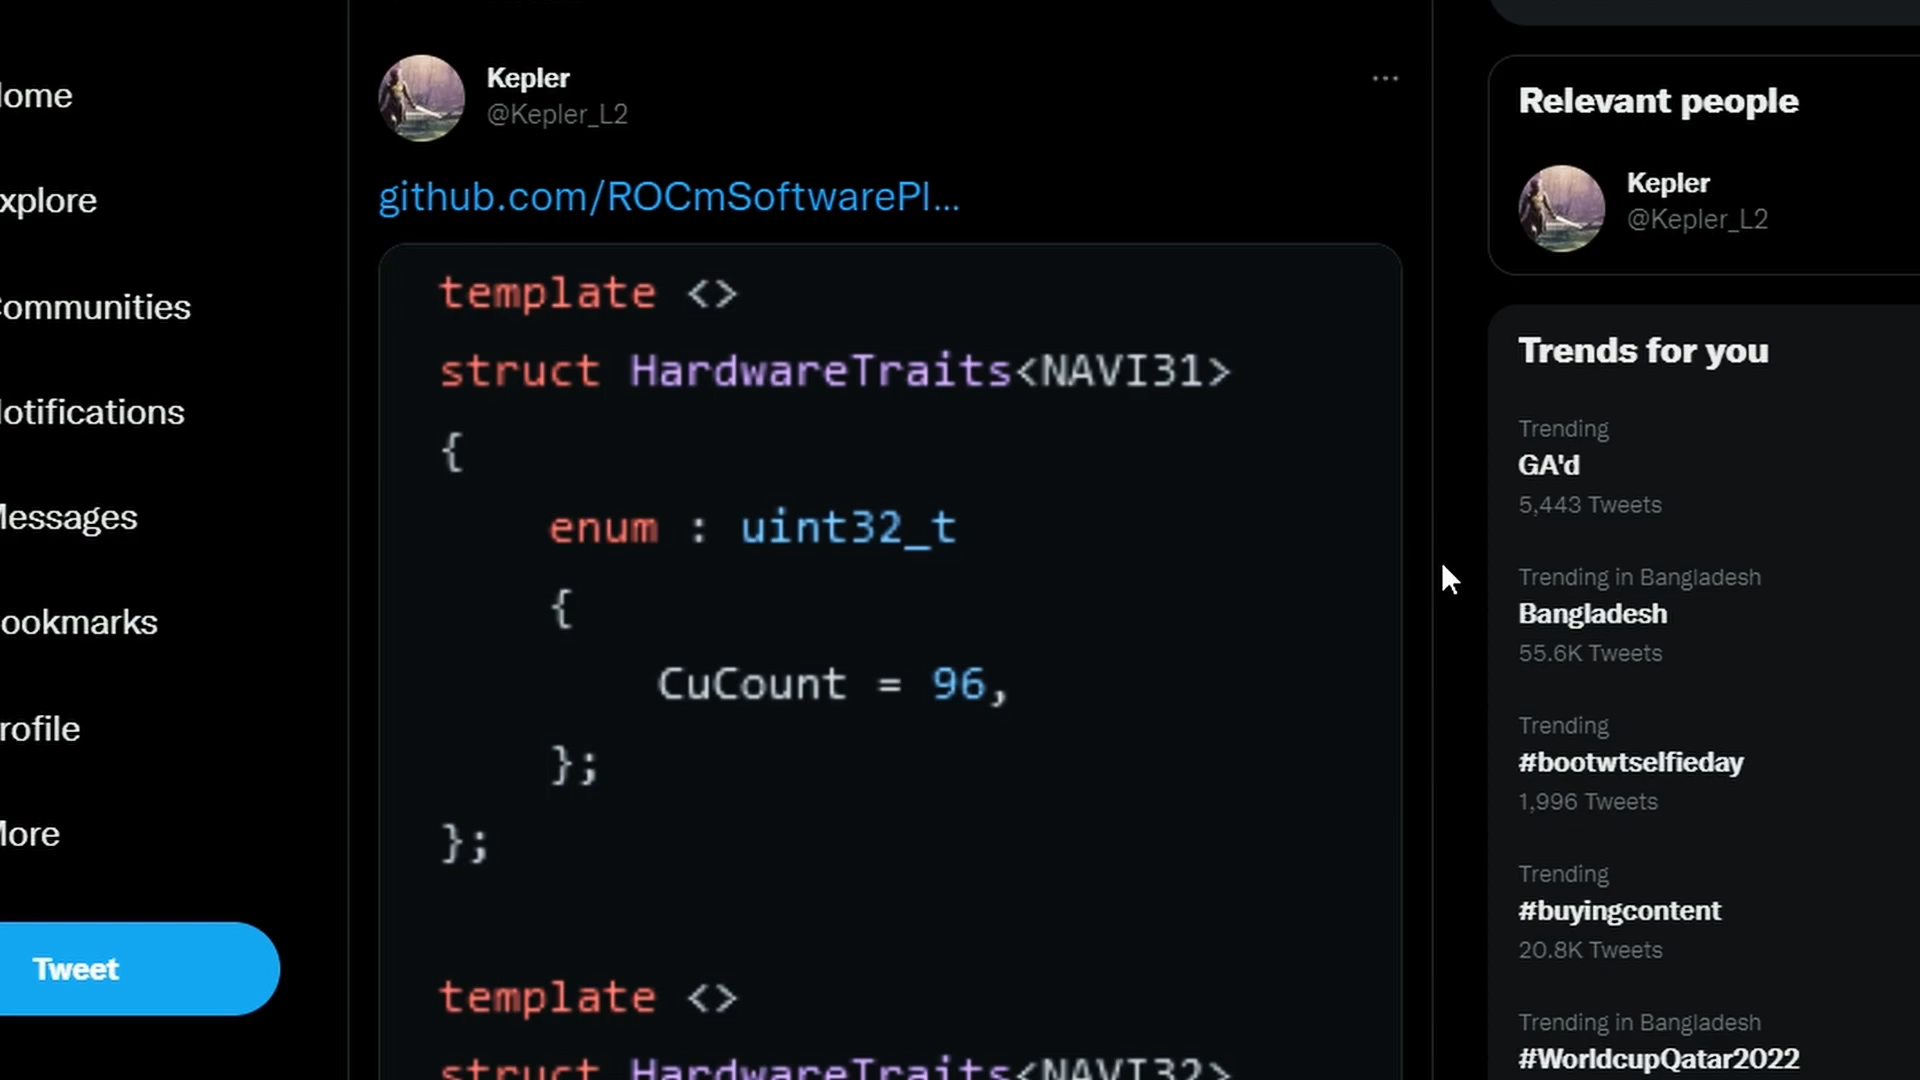 ome
xplore
ommunities
otifications
essages
ookmarks
rofile
ore
Tweet
Kepler
@Kepler_L2
...
github.com/ROCmSoftwarePl...
template <>
struct HardwareTraits<NAVI31>
{
enum : uint32_t
{
CuCount = 96,
};
};
template <>
struct HardwareTraits<NAVI32>
Relevant people
Kepler
@Kepler_L2
Trends for you
Trending
GA'd
5,443 Tweets
Trending in Bangladesh
Bangladesh
55.6K Tweets
Trending
#bootwtselfieday
1,996 Tweets
Trending
#buyingcontent
20.8K Tweets
Trending in Bangladesh
#WorldcupQatar2022